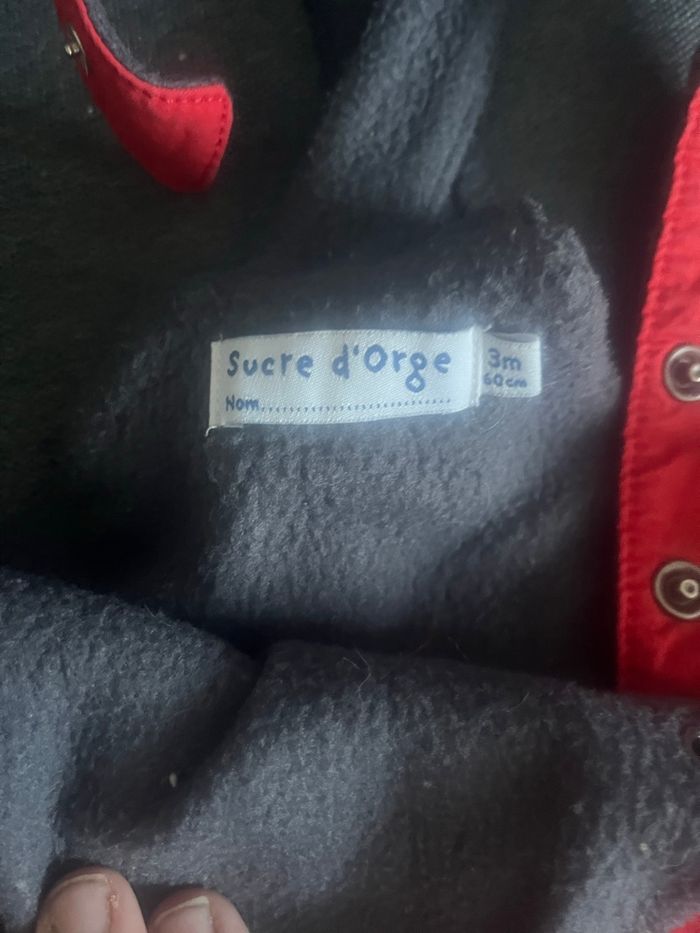 Sucre d'Orge
Nom..............................
3m
60cm